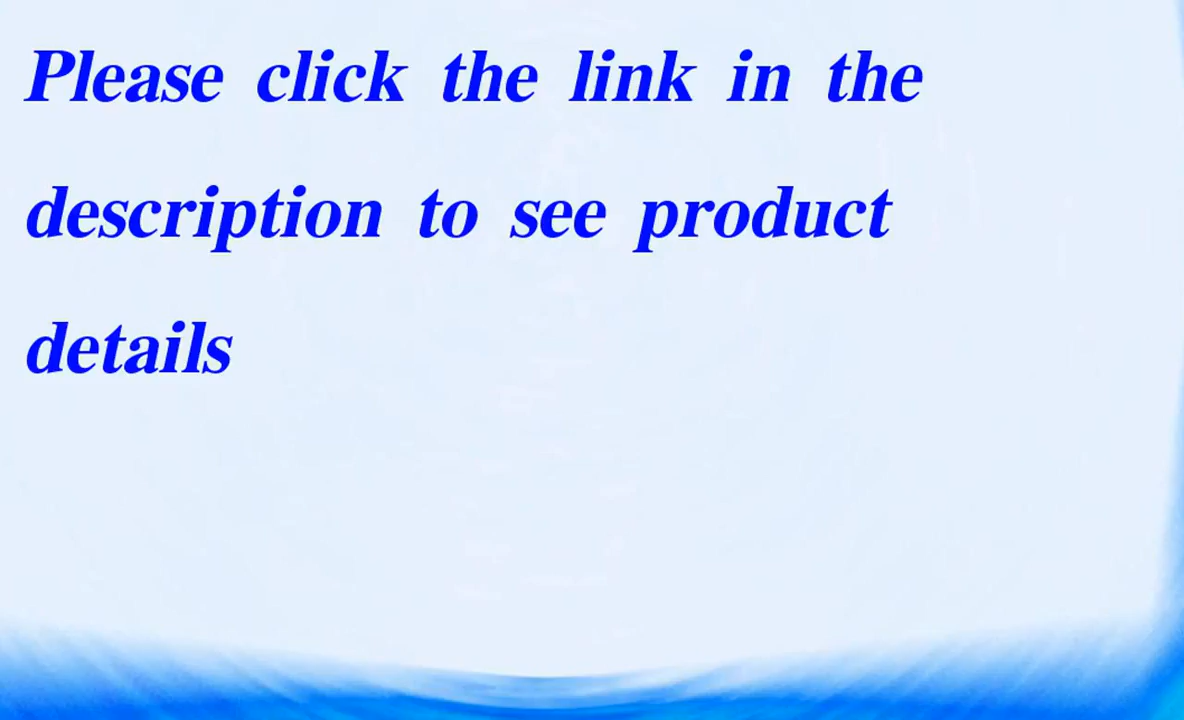 Please click the link in the
description to see product
details